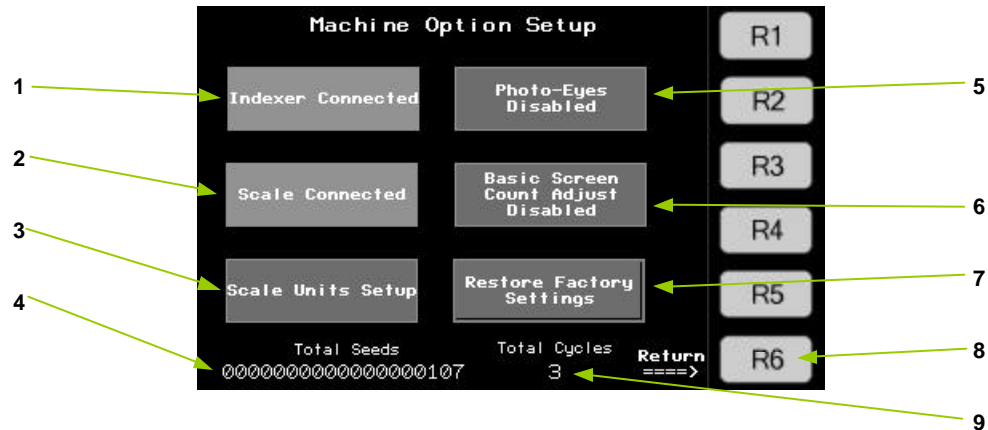 Machine Option Setup
R1
1
Indexer Connected
Photo-Eyes
Disabled
5
R2
2
Scale Connected
Basic Screen
Count Adjust
Disabled
R3
6
R4
3
Scale Units Setup
Restore Factory
Settings
7
R5
4
Total Seeds
Total Cycles
Return
====>
R6
8
0000000000000000107
3
9